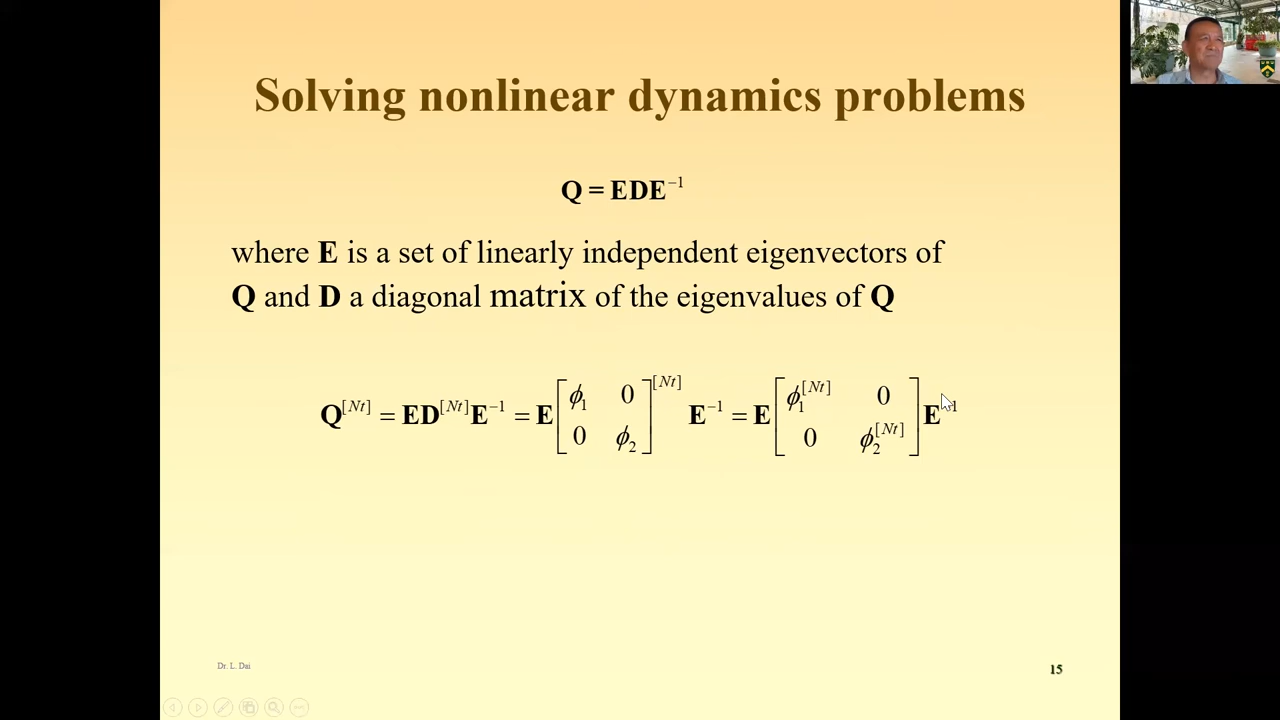 Solving nonlinear dynamics problems
Q = EDE⁻¹
where E is a set of linearly independent eigenvectors of
Q and D a diagonal matrix of the eigenvalues of Q
Q^[Nt] = ED^[Nt]E⁻¹ = E [ϕ₁ 0; 0 ϕ₂]^[Nt] E⁻¹ = E [ϕ₁^[Nt] 0; 0 ϕ₂^[Nt]] E⁻¹
Dr. L. Dai
15